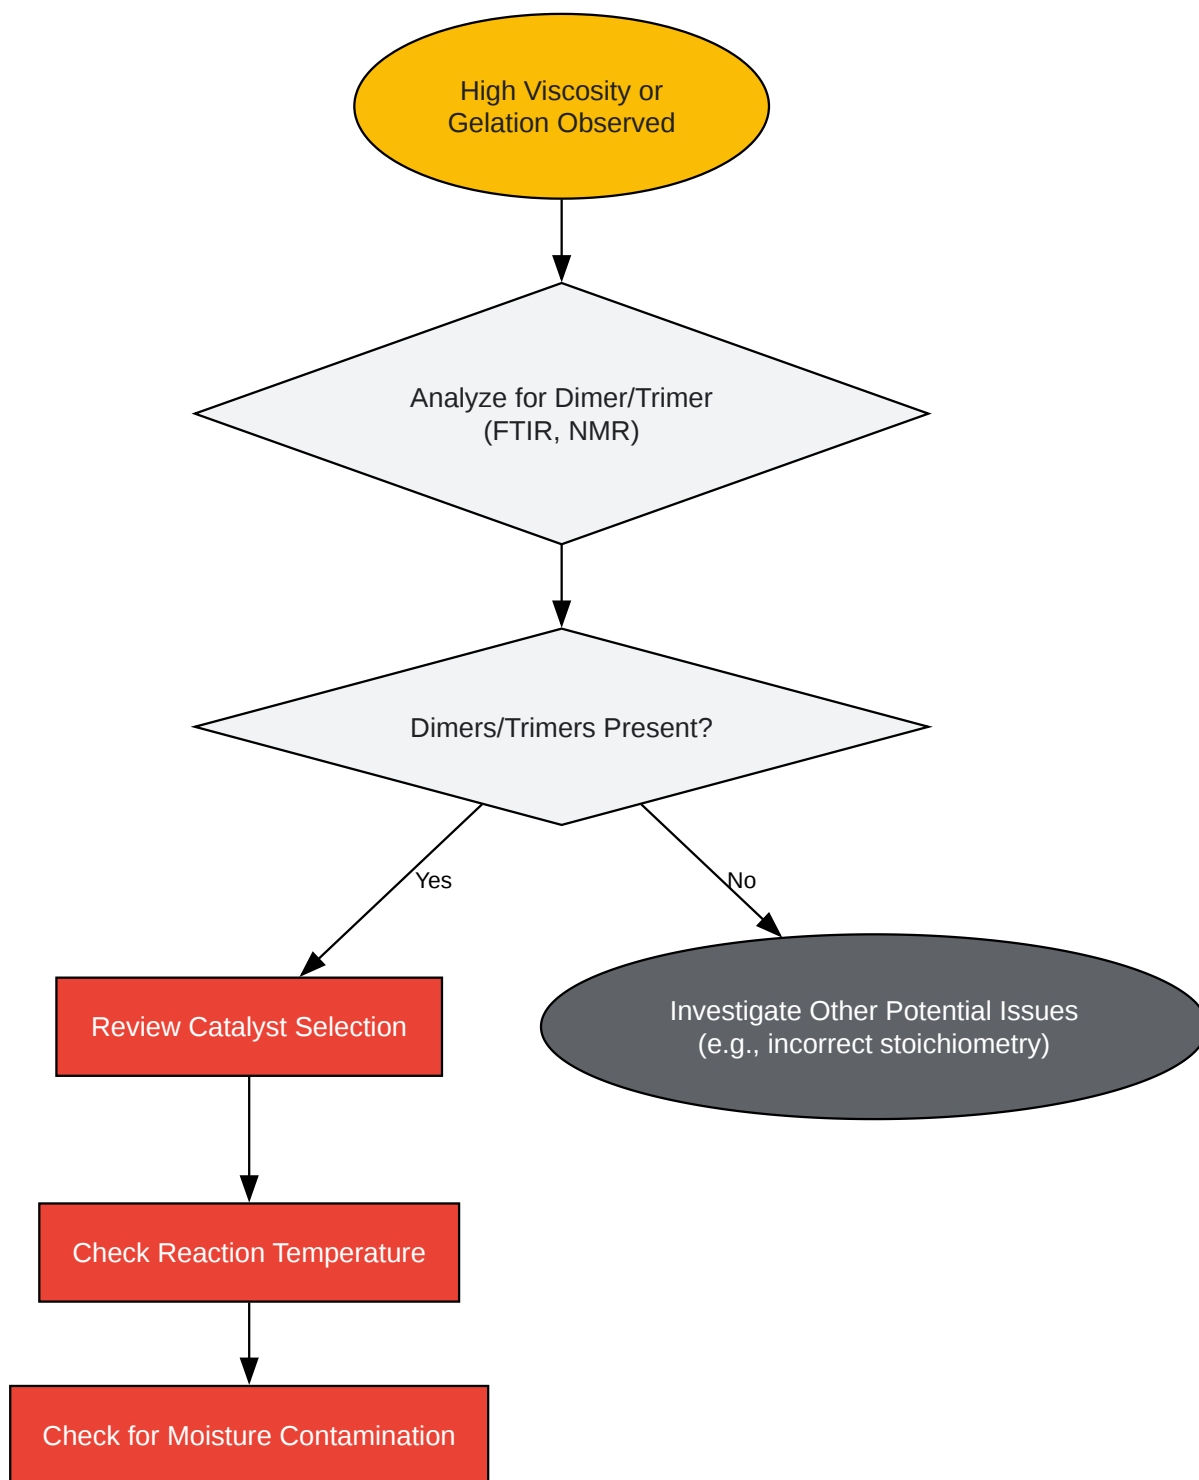 High Viscosity or
Gelation Observed
Analyze for Dimer/Trimer
(FTIR, NMR)
Dimers/Trimers Present?
Yes
No
Review Catalyst Selection
Investigate Other Potential Issues
(e.g., incorrect stoichiometry)
Check Reaction Temperature
Check for Moisture Contamination